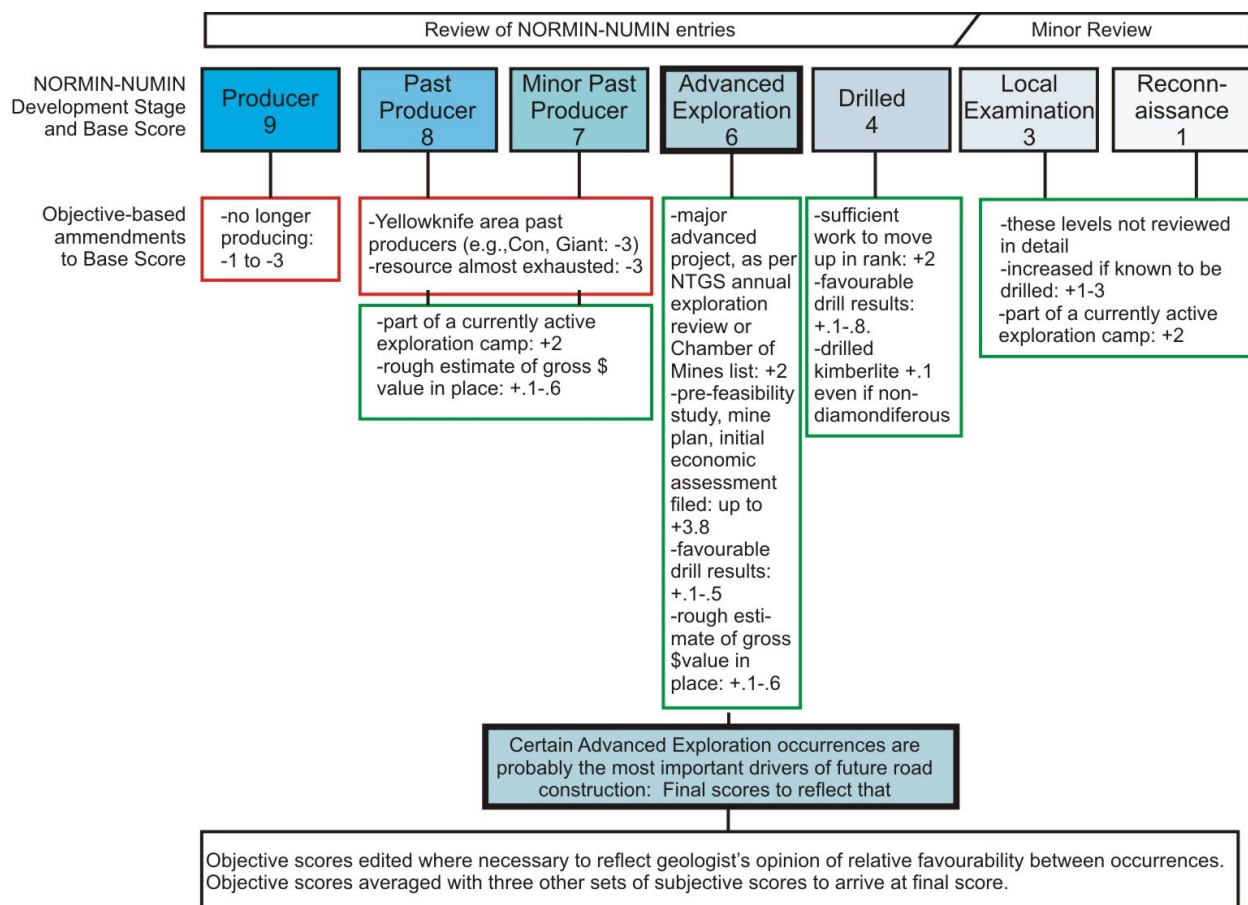 Review of NORMIN-NUMIN entries
Minor Review
NORMIN-NUMIN
Development Stage
and Base Score
Producer
9
Past
Producer
8
Minor Past
Producer
7
Advanced
Exploration
6
Drilled
4
Local
Examination
3
Reconn-
aissance
1
Objective-based
ammendments
to Base Score
-no longer
producing:
-1 to -3
-Yellowknife area past
producers (e.g.,Con, Giant: -3)
-resource almost exhausted: -3
-part of a currently active
exploration camp: +2
-rough estimate of gross $
value in place: +.1-.6
-major
advanced
project, as per
NTGS annual
exploration
review or
Chamber of
Mines list: +2
-pre-feasibility
study, mine
plan, initial
economic
assessment
filed: up to
+3.8
-favourable
drill results:
+.1-.5
-rough esti-
mate of gross
$value in
place: +.1-.6
-sufficient
work to move
up in rank: +2
-favourable
drill results:
+.1-.8.
-drilled
kimberlite +.1
even if non-
diamondiferous
-these levels not reviewed
in detail
-increased if known to be
drilled: +1-3
-part of a currently active
exploration camp: +2
Certain Advanced Exploration occurrences are
probably the most important drivers of future road
construction:  Final scores to reflect that
Objective scores edited where necessary to reflect geologist's opinion of relative favourability between occurrences.
Objective scores averaged with three other sets of subjective scores to arrive at final score.